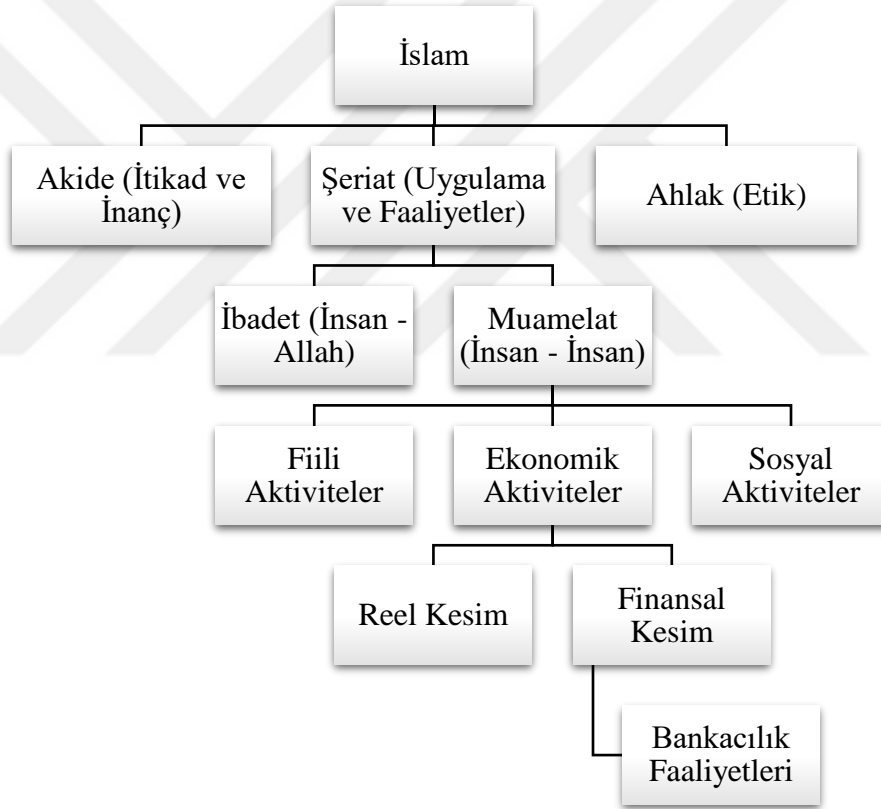 İslam
Akide (İtikad ve
İnanç)
Şeriat (Uygulama
ve Faaliyetler)
Ahlak (Etik)
İbadet (İnsan -
Allah)
Muamelat
(İnsan - İnsan)
Fiili
Aktiviteler
Ekonomik
Aktiviteler
Sosyal
Aktiviteler
Reel Kesim
Finansal
Kesim
Bankacılık
Faaliyetleri